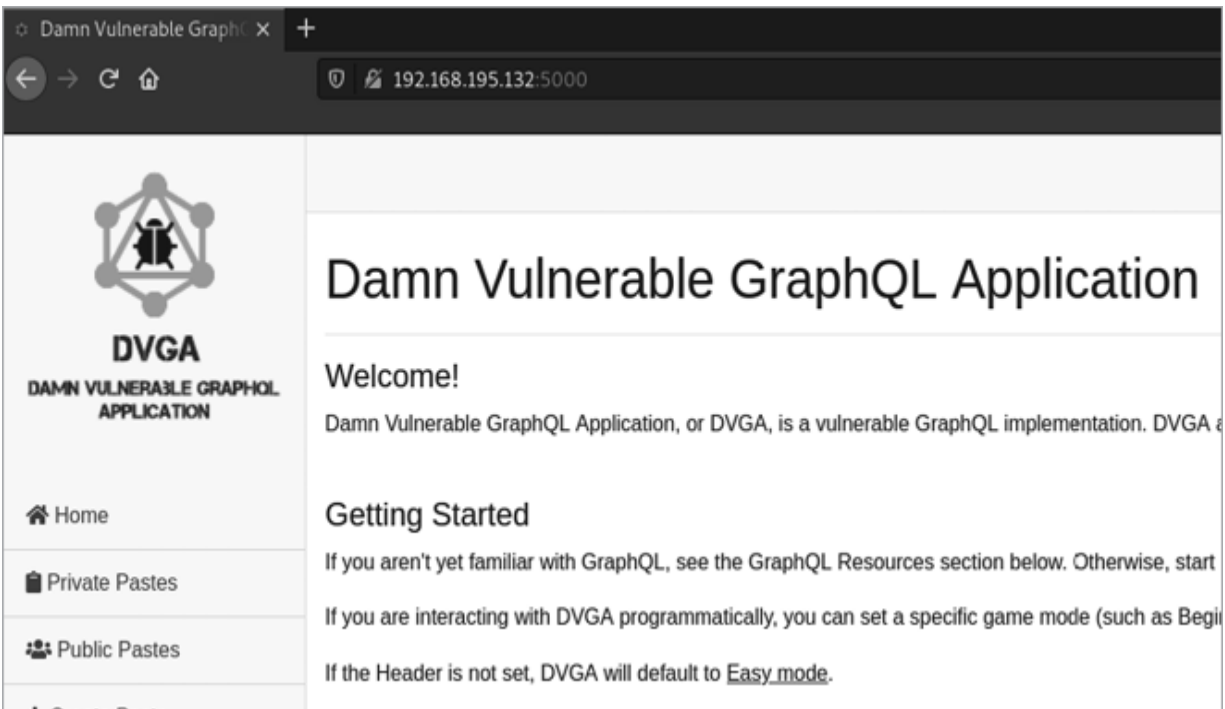 Damn Vulnerable Graph
192.168.195.132:5000
DVGA
DAMN VULNERABLE GRAPHQL
APPLICATION
Home
Private Pastes
Public Pastes
Damn Vulnerable GraphQL Application
Welcome!
Damn Vulnerable GraphQL Application, or DVGA, is a vulnerable GraphQL implementation. DVGA
Getting Started
If you aren't yet familiar with GraphQL, see the GraphQL Resources section below. Otherwise, start
If you are interacting with DVGA programmatically, you can set a specific game mode (such as
If the Header is not set, DVGA will default to Easy mode.